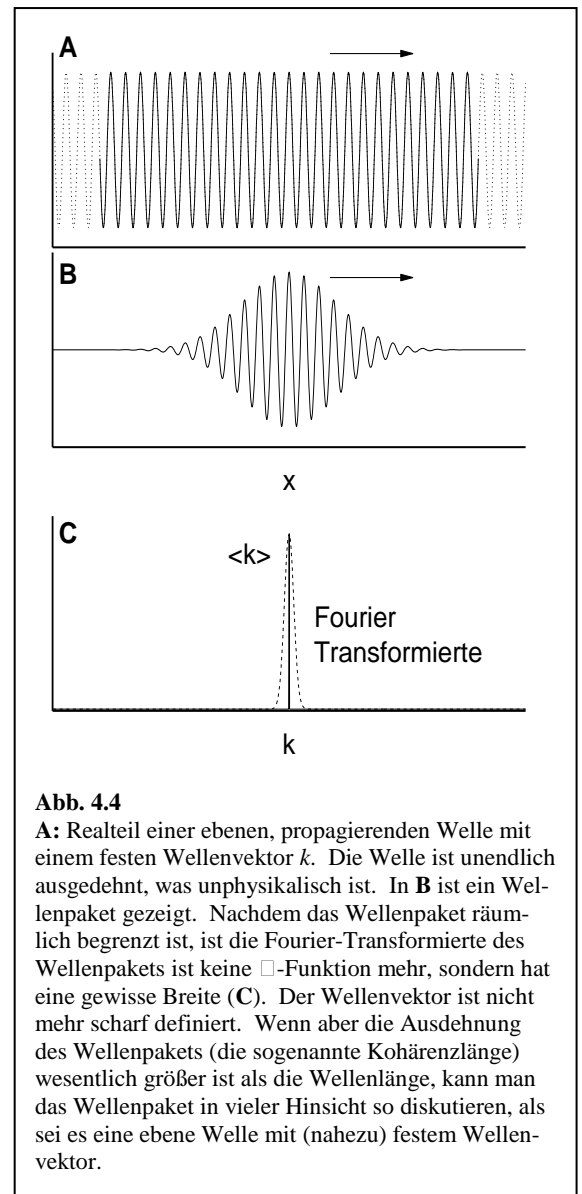 A
B
x
C
<k>
Fourier
Transformierte
k
Abb. 4.4
A: Realteil einer ebenen, propagierenden Welle mit
einem festen Wellenvektor k. Die Welle ist unendlich
ausgedehnt, was unphysikalisch ist. In B ist ein Wel-
lenpaket gezeigt. Nachdem das Wellenpaket räum-
lich begrenzt ist, ist die Fourier-Transformierte des
Wellenpakets ist keine □-Funktion mehr, sondern hat
eine gewisse Breite (C). Der Wellenvektor ist nicht
mehr scharf definiert. Wenn aber die Ausdehnung
des Wellenpakets (die sogenannte Kohärenzlänge)
wesentlich größer ist als die Wellenlänge, kann man
das Wellenpaket in vieler Hinsicht so diskutieren, als
sei es eine ebene Welle mit (nahezu) festem Wellen-
vektor.